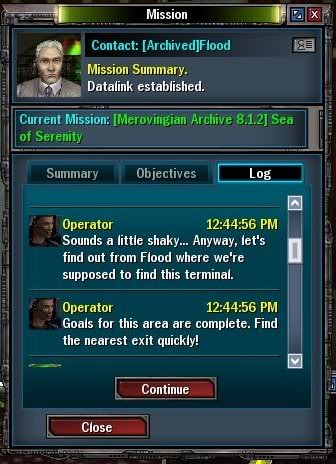 Mission
Contact: [Archived]Flood
Mission Summary.
Datalink established.
Current Mission: [Merovingian Archive 8.1.2] Sea
of Serenity
Summary
Objectives
Log
Operator 12:44:56 PM
Sounds a little shaky... Anyway, let's
find out from Flood where we're
supposed to find this terminal.
Operator 12:44:56 PM
Goals for this area are complete. Find
the nearest exit quickly!
Continue
Close